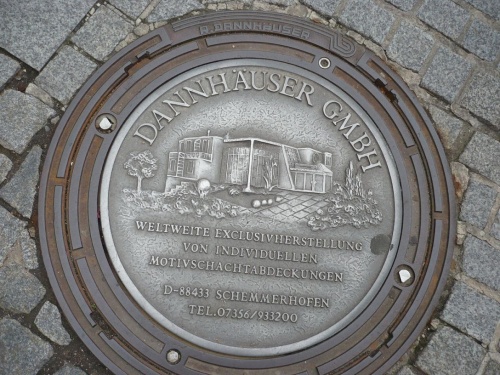 R. DANNHÄUSER
DANNHÄUSER GMBH
WELTWEITE EXCLUSIVHERSTELLUNG
VON INDIVIDUELLEN
MOTIVSCHACHTABDECKUNGEN
D-88433 SCHEMMERHOFEN
TEL.07356/933200